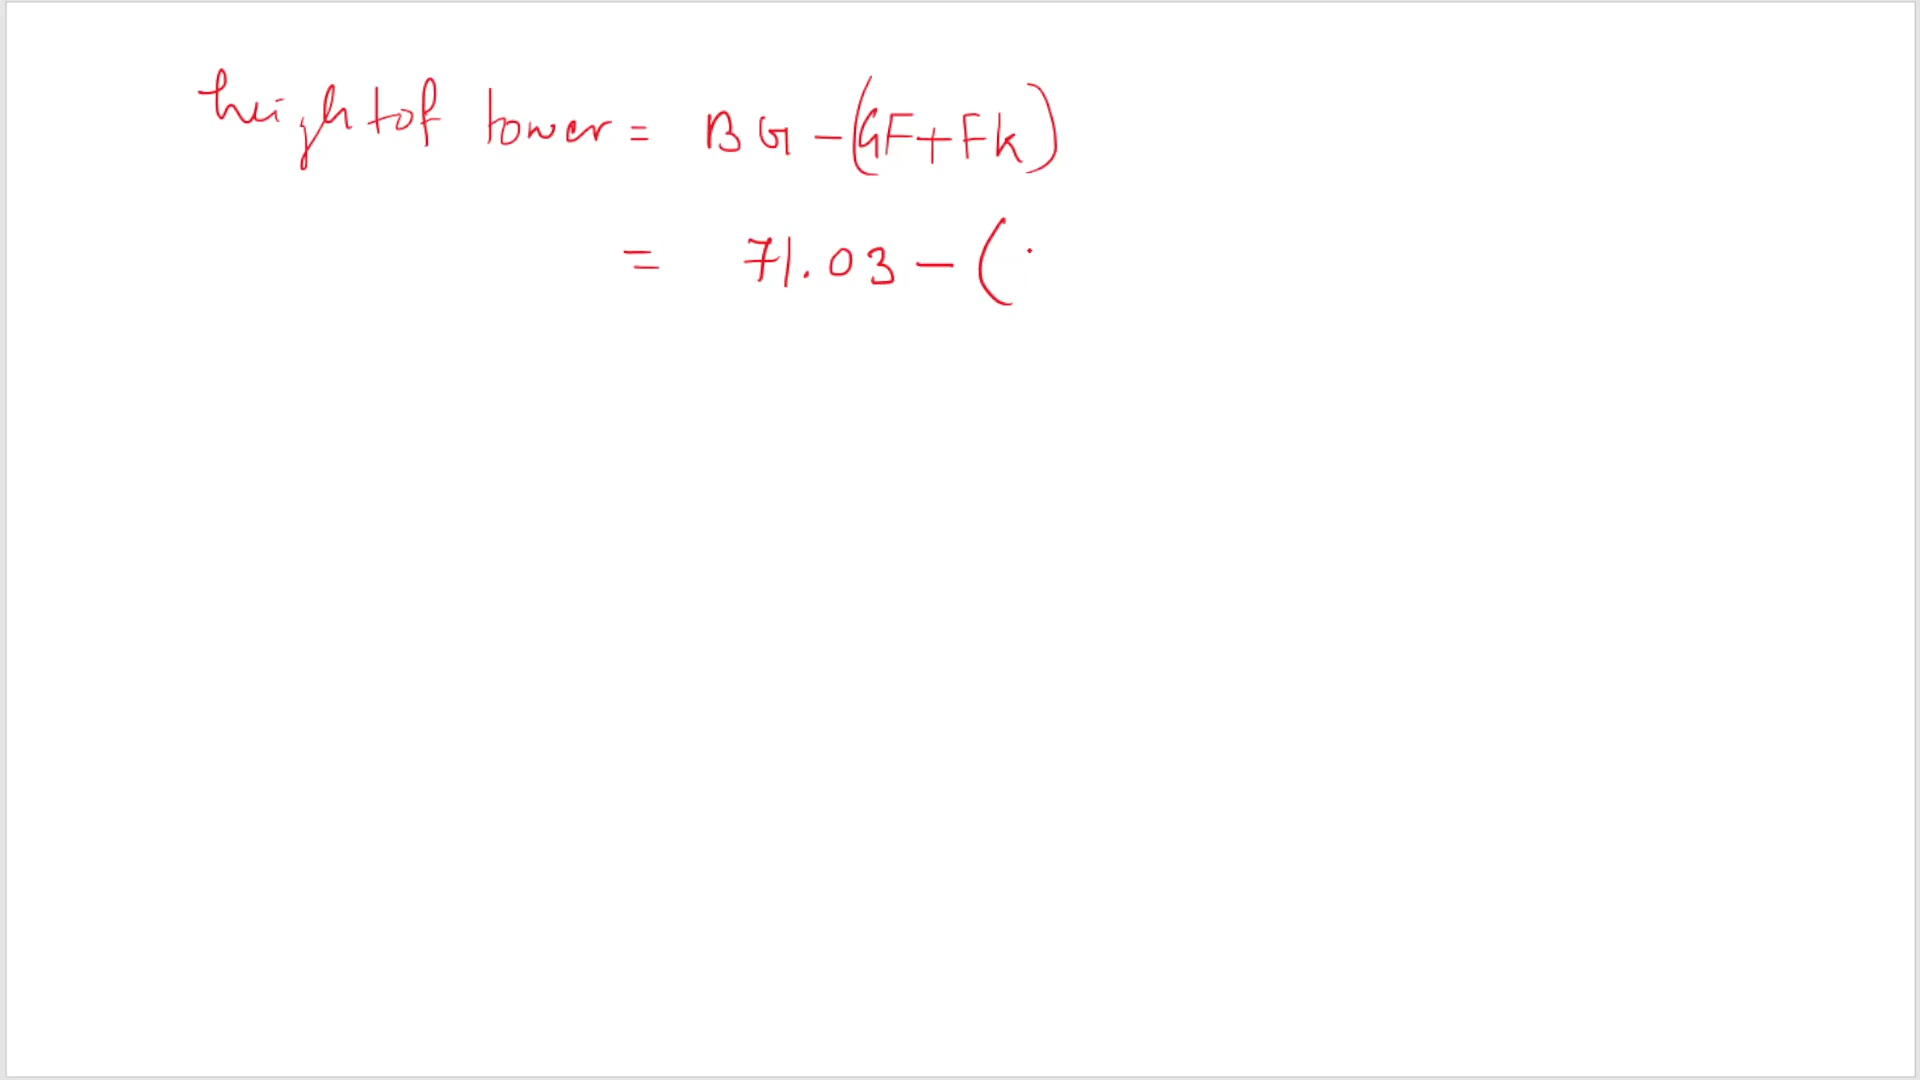 height of tower = BG - (GF + FK)
= 71.03 - (